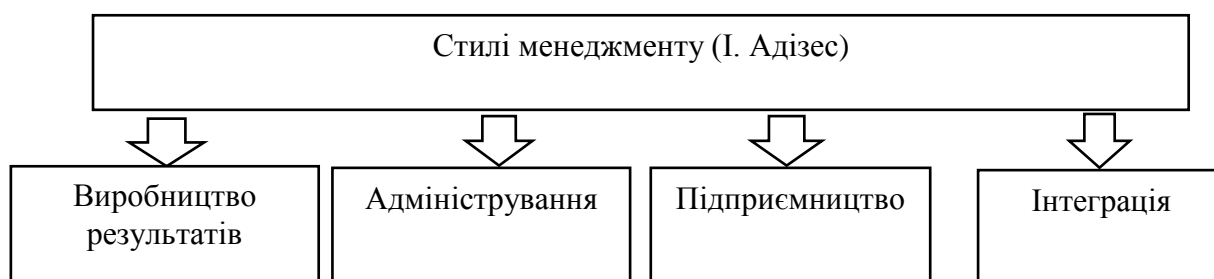 Стилі менеджменту (І. Адізес)
Виробництво
результатів
Адміністрування
Підприємництво
Інтеграція